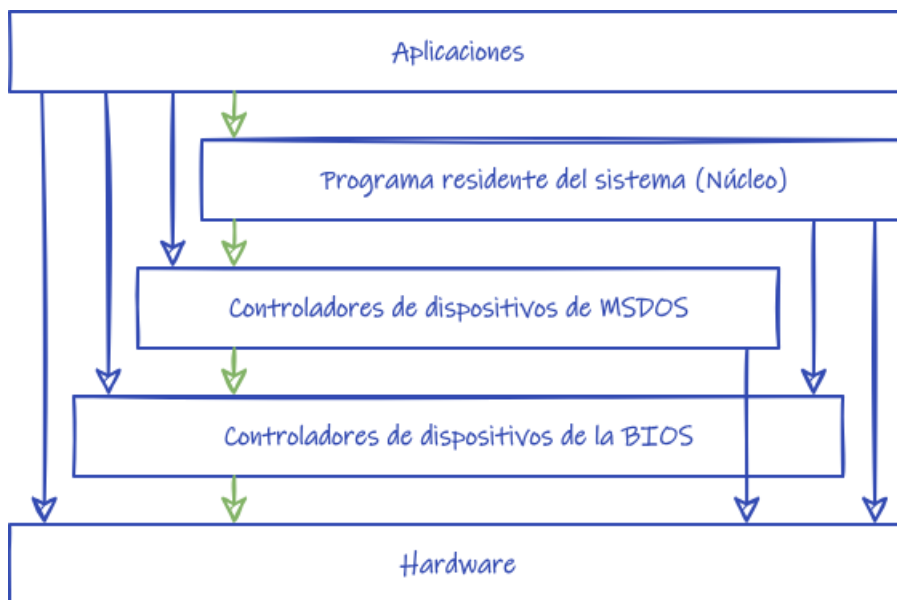 Aplicaciones
Programa residente del sistema (Núcleo)
Controladores de dispositivos de MSDOS
Controladores de dispositivos de la BIOS
Hardware